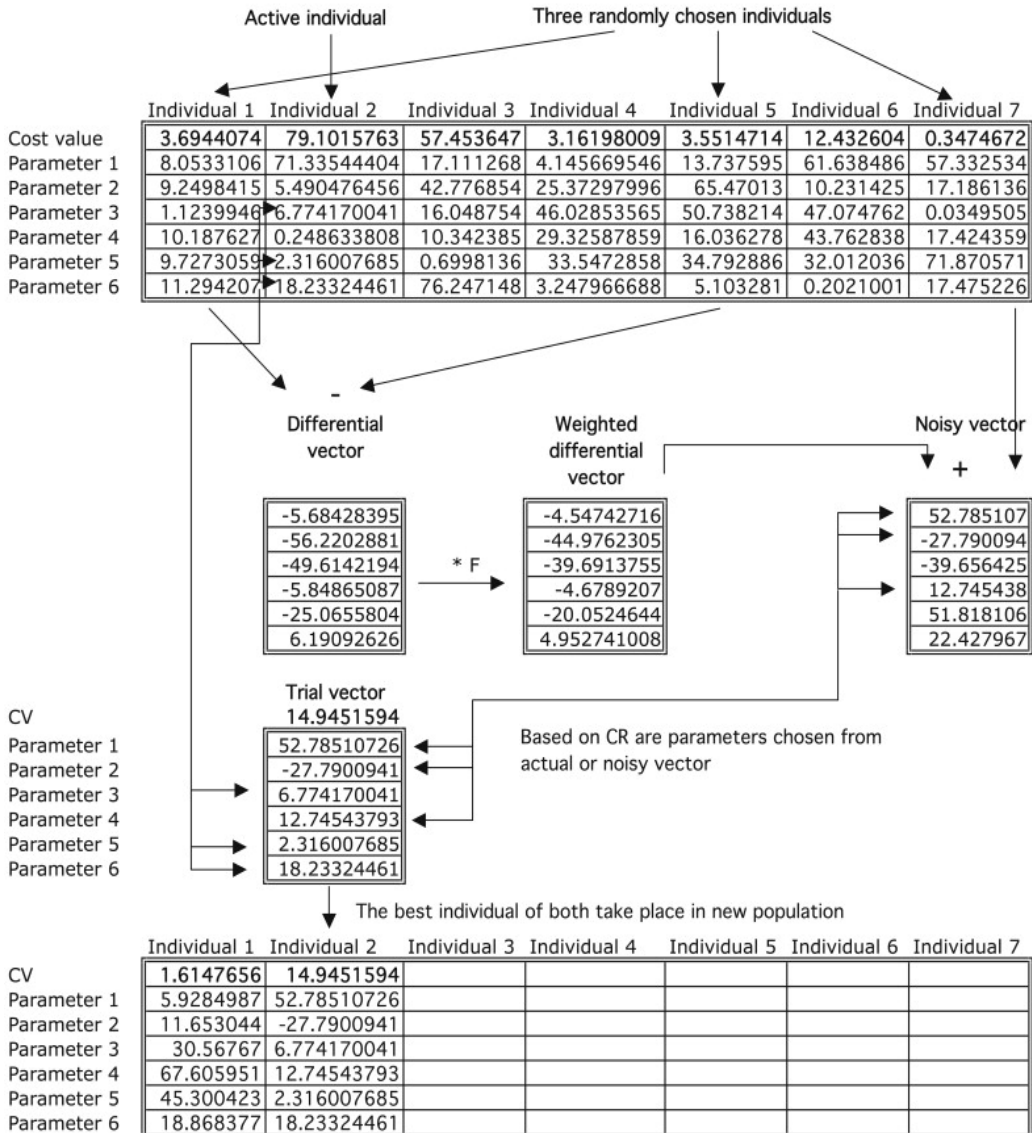 Active individual Three randomly chosen individuals
Individual 1 Individual 2 Individual 3 Individual 4 Individual 5 Individual 6 Individual 7
Cost value 3.6944074 79.1015763 57.453647 3.16198009 3.5514714 12.432604 0.3474672
Parameter 1 8.0533106 71.33544404 17.111268 4.145669546 13.737595 61.638486 57.332534
Parameter 2 9.2498415 5.490476456 42.776854 25.37297996 65.47013 10.231425 17.186136
Parameter 3 1.1239946 6.774170041 16.048754 46.02853565 50.738214 47.074762 0.0349505
Parameter 4 10.187627 0.248633808 10.342385 29.32587859 16.036278 43.762838 17.424359
Parameter 5 9.7273059 2.316007685 0.6998136 33.5472858 34.792886 32.012036 71.870571
Parameter 6 11.294207 18.23324461 76.247148 3.247966688 5.103281 0.2021001 17.475226
-
Differential Weighted Noisy vector
vector differential +
vector
-5.68428395 -4.54742716 52.785107
-56.2202881 -44.9762305 -27.790094
-49.6142194 * F -39.6913755 -39.656425
-5.84865087 -4.6789207 12.745438
-25.0655804 -20.0524644 51.818106
6.19092626 4.952741008 22.427967
Trial vector
CV 14.9451594
Parameter 1 52.78510726 Based on CR are parameters chosen from
Parameter 2 -27.7900941 actual or noisy vector
Parameter 3 6.774170041
Parameter 4 12.74543793
Parameter 5 2.316007685
Parameter 6 18.23324461
The best individual of both take place in new population
Individual 1 Individual 2 Individual 3 Individual 4 Individual 5 Individual 6 Individual 7
CV 1.6147656 14.9451594
Parameter 1 5.9284987 52.78510726
Parameter 2 11.653044 -27.7900941
Parameter 3 30.56767 6.774170041
Parameter 4 67.605951 12.74543793
Parameter 5 45.300423 2.316007685
Parameter 6 18.868377 18.23324461